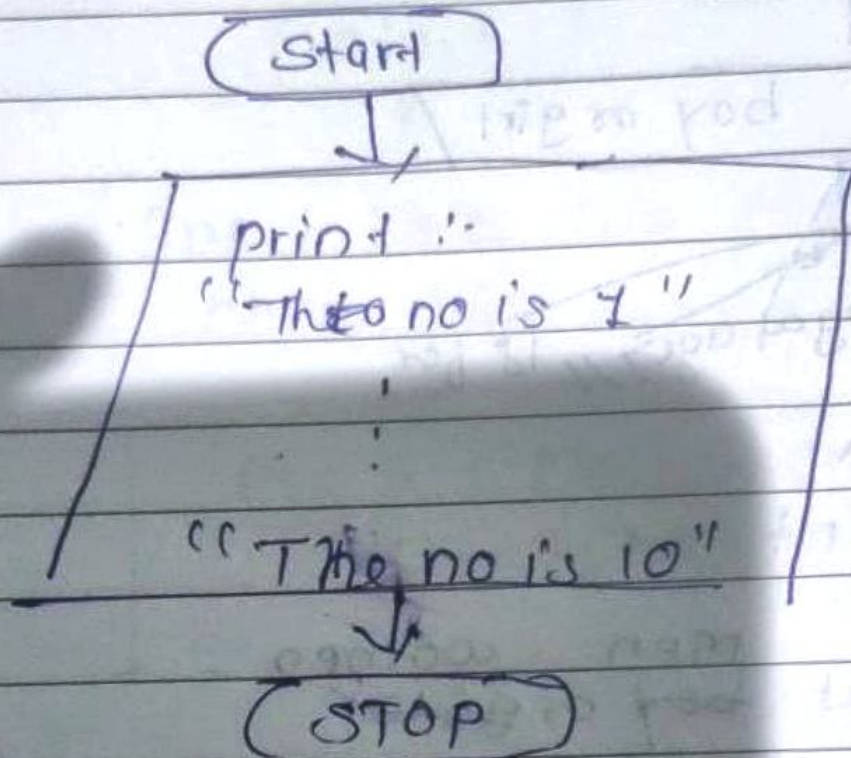 Start
print :-
"The no is 1"
"The no is 10"
STOP